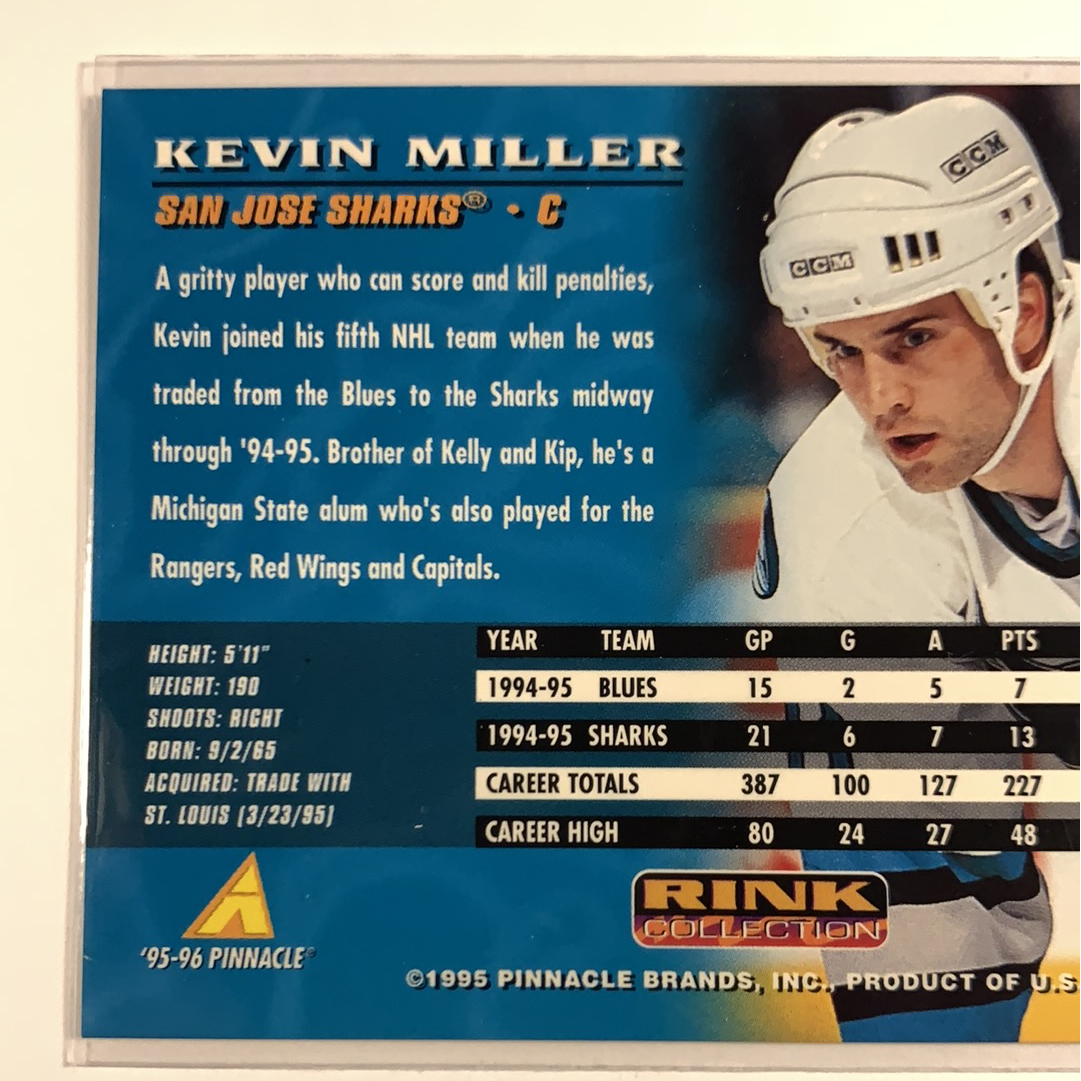 KEVIN MILLER
SAN JOSE SHARKS® · C
A gritty player who can score and kill penalties,
Kevin joined his fifth NHL team when he was
traded from the Blues to the Sharks midway
through '94-95. Brother of Kelly and Kip, he's a
Michigan State alum who's also played for the
Rangers, Red Wings and Capitals.
CCM
CCM
HEIGHT: 5'11"
WEIGHT: 190
SHOOTS: RIGHT
BORN: 9/2/65
ACQUIRED: TRADE WITH
ST. LOUIS (3/23/95)
YEAR TEAM GP G A PTS
1994-95 BLUES 15 2 5 7
1994-95 SHARKS 21 6 7 13
CAREER TOTALS 387 100 127 227
CAREER HIGH 80 24 27 48
'95-96 PINNACLE®
RINK
COLLECTION
©1995 PINNACLE BRANDS, INC., PRODUCT OF U.S